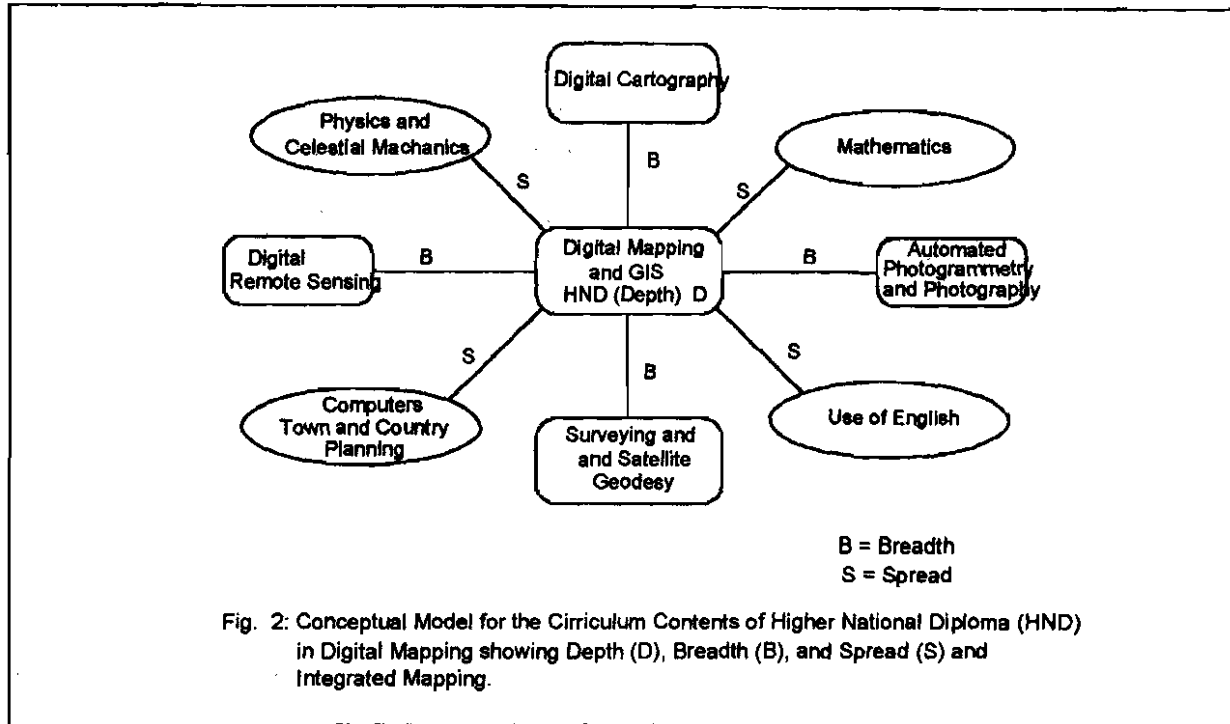 Digital Cartography
Physics and
Celestial Machanics
Mathematics
B
S
S
Digital
Remote Sensing
B
Digital Mapping
and GIS
HND (Depth) D
B
Automated
Photogrammetry
and Photography
S
S
B
Computers
Town and Country
Planning
Surveying and
and Satellite
Geodesy
Use of English
B = Breadth
S = Spread
Fig. 2: Conceptual Model for the Cirriculum Contents of Higher National Diploma (HND)
in Digital Mapping showing Depth (D), Breadth (B), and Spread (S) and
Integrated Mapping.